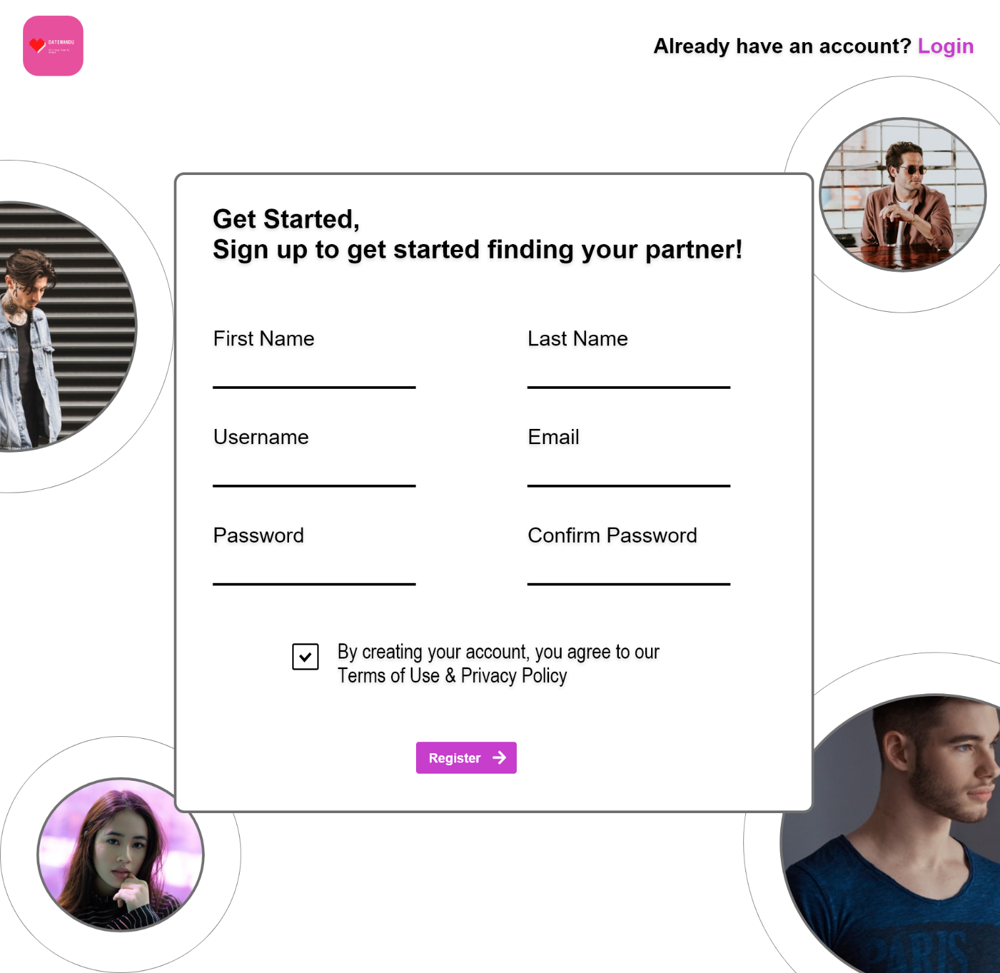 DATEMANDU
Already have an account? Login
Get Started,
Sign up to get started finding your partner!
First Name
Last Name
Username
Email
Password
Confirm Password
By creating your account, you agree to our
Terms of Use & Privacy Policy
Register
PARIS